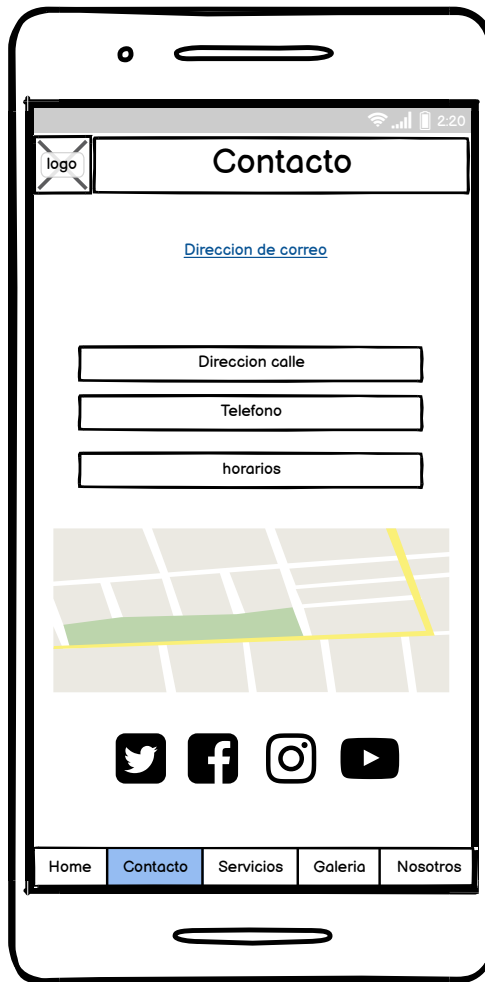 2:20
logo
Contacto
Direccion de correo
Direccion calle
Telefono
horarios
Home Contacto Servicios Galeria Nosotros